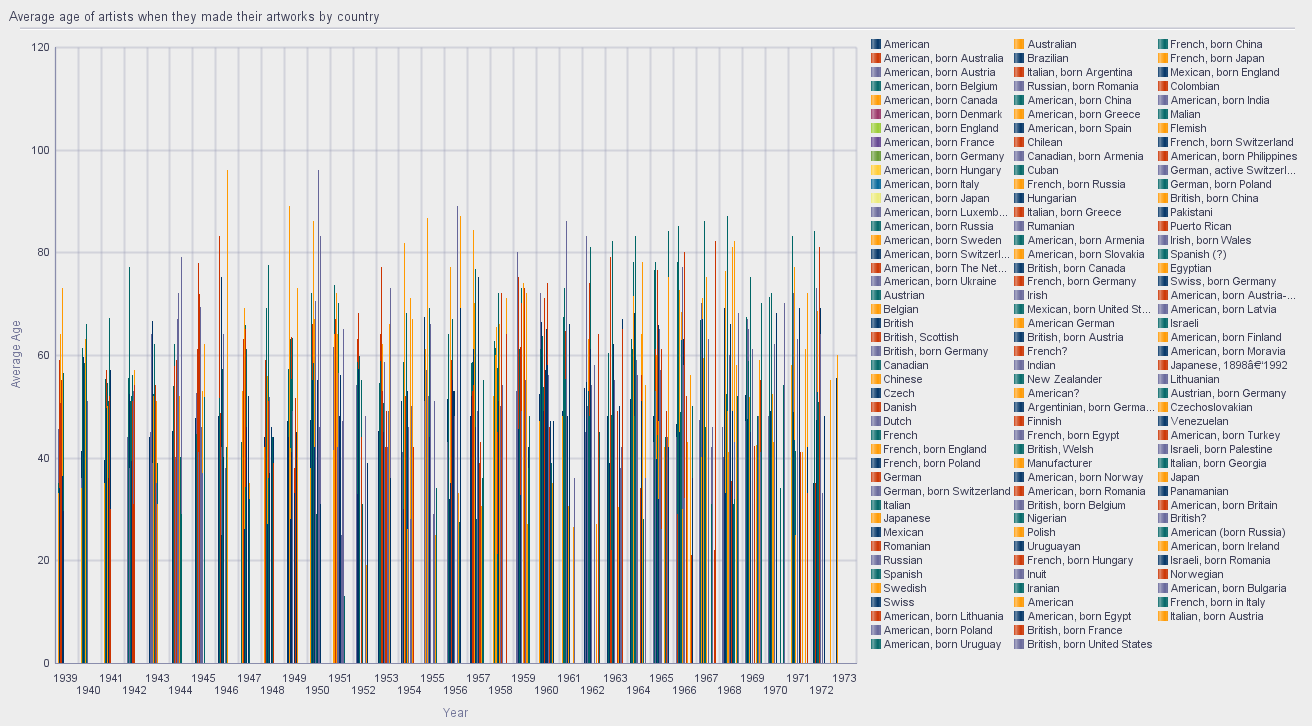 Average age of artists when they made their artworks by country
120
100
80
60
40
20
0
Average Age
1939
1940
1941
1942
1943
1944
1945
1946
1947
1948
1949
1950
1951
1952
1953
1954
1955
1956
1957
1958
1959
1960
1961
1962
1963
1964
1965
1966
1967
1968
1969
1970
1971
1972
1973
Year
American
American, born Australia
American, born Austria
American, born Belgium
American, born Canada
American, born Denmark
American, born England
American, born France
American, born Germany
American, born Hungary
American, born Italy
American, born Japan
American, born Luxemb...
American, born Russia
American, born Sweden
American, born Switzerl...
American, born The Net...
American, born Ukraine
Austrian
Belgian
British
British, Scottish
British, born Germany
Canadian
Chinese
Czech
Danish
Dutch
French
French, born England
French, born Poland
German
German, born Switzerland
Italian
Japanese
Mexican
Romanian
Russian
Spanish
Swedish
Swiss
American, born Lithuania
American, born Poland
American, born Uruguay
Australian
Brazilian
Italian, born Argentina
Russian, born Romania
American, born China
American, born Greece
American, born Spain
Chilean
Canadian, born Armenia
Cuban
French, born Russia
Hungarian
Italian, born Greece
Rumanian
American, born Armenia
American, born Slovakia
British, born Canada
French, born Germany
Irish
Mexican, born United St...
American German
British, born Austria
French?
Indian
New Zealander
American?
Argentinian, born Germa...
Finnish
French, born Egypt
British, Welsh
Manufacturer
American, born Norway
American, born Romania
British, born Belgium
Nigerian
Polish
Uruguayan
French, born Hungary
Inuit
Iranian
American
American, born Egypt
British, born France
British, born United States
French, born China
French, born Japan
Mexican, born England
Colombian
American, born India
Malian
Flemish
French, born Switzerland
American, born Philippines
German, active Switzerl...
German, born Poland
British, born China
Pakistani
Puerto Rican
Irish, born Wales
Spanish (?)
Egyptian
Swiss, born Germany
American, born Austria-...
American, born Latvia
Israeli
American, born Finland
American, born Moravia
Japanese, 1898â€'1992
Lithuanian
Austrian, born Germany
Czechoslovakian
Venezuelan
American, born Turkey
Israeli, born Palestine
Italian, born Georgia
Japan
Panamanian
American, born Britain
British?
American (born Russia)
American, born Ireland
Israeli, born Romania
Norwegian
American, born Bulgaria
French, born in Italy
Italian, born Austria